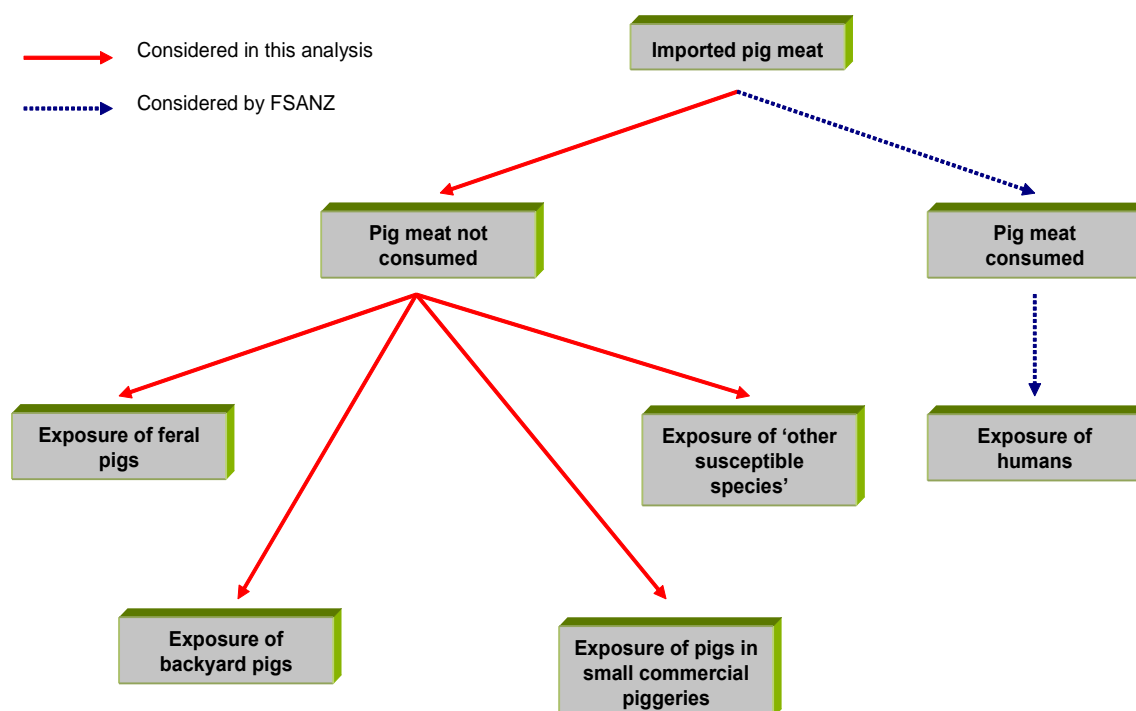 Considered in this analysis
Considered by FSANZ
Imported pig meat
Pig meat not
consumed
Pig meat
consumed
Exposure of feral
pigs
Exposure of ‘other
susceptible
species’
Exposure of
humans
Exposure of
backyard pigs
Exposure of pigs in
small commercial
piggeries